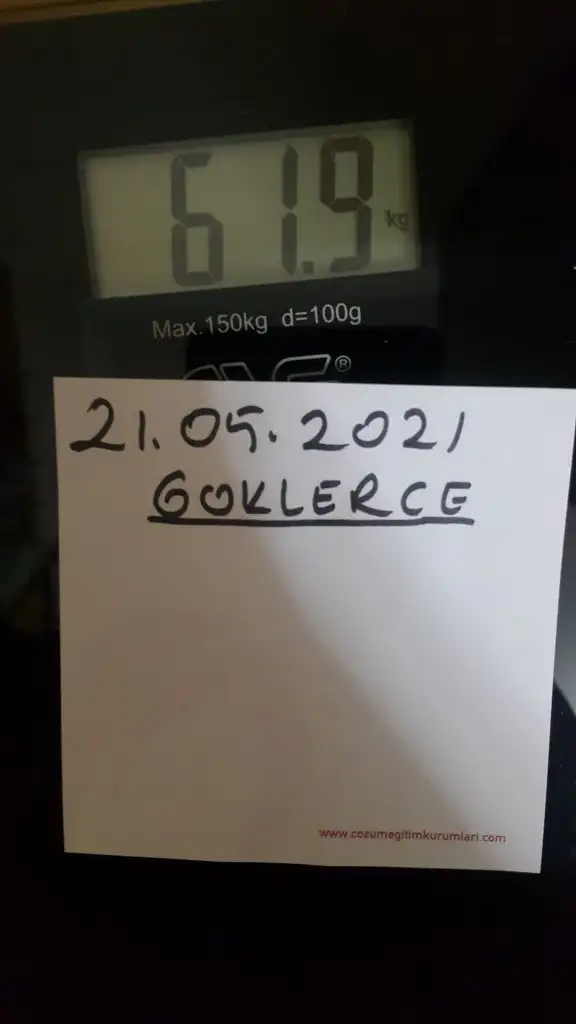 61.9 kg
Max.150kg d=100g
®
21.05.2021
GOKLERCE
www.cozumegitimkurumlari.com